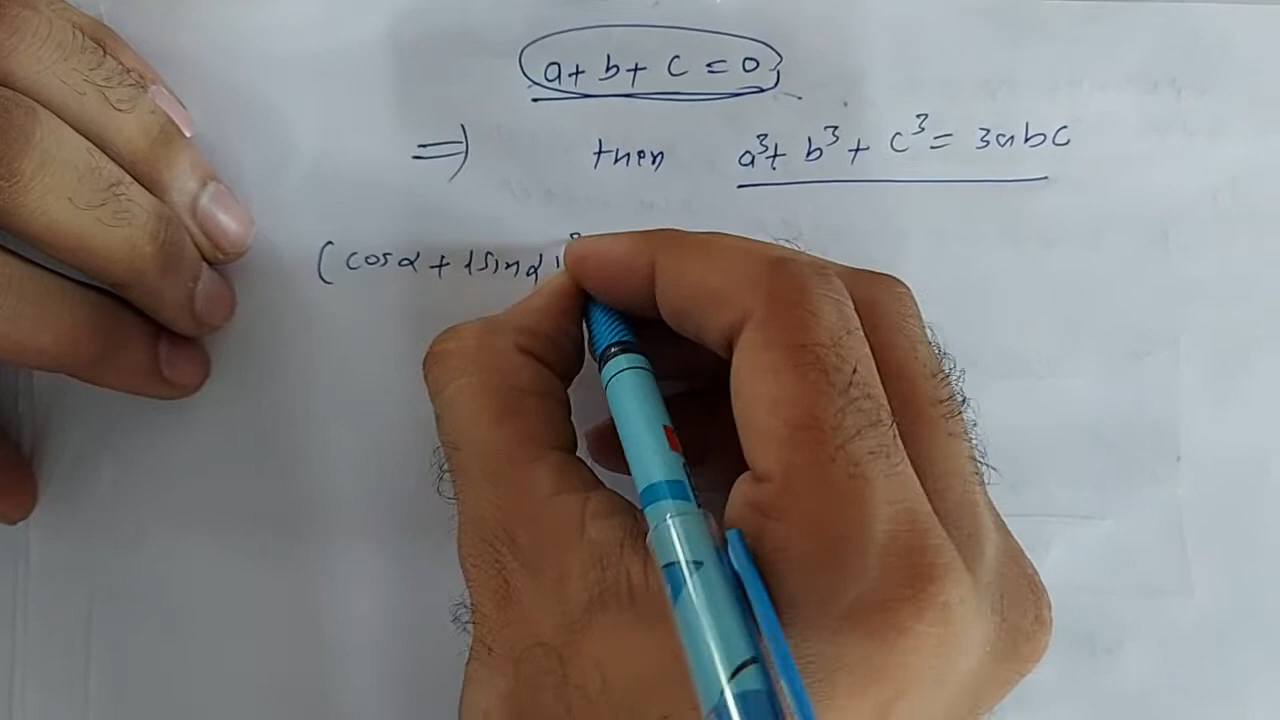 a + b + c = 0
⇒ then a³ + b³ + c³ = 3abc
(cosα + isinα)